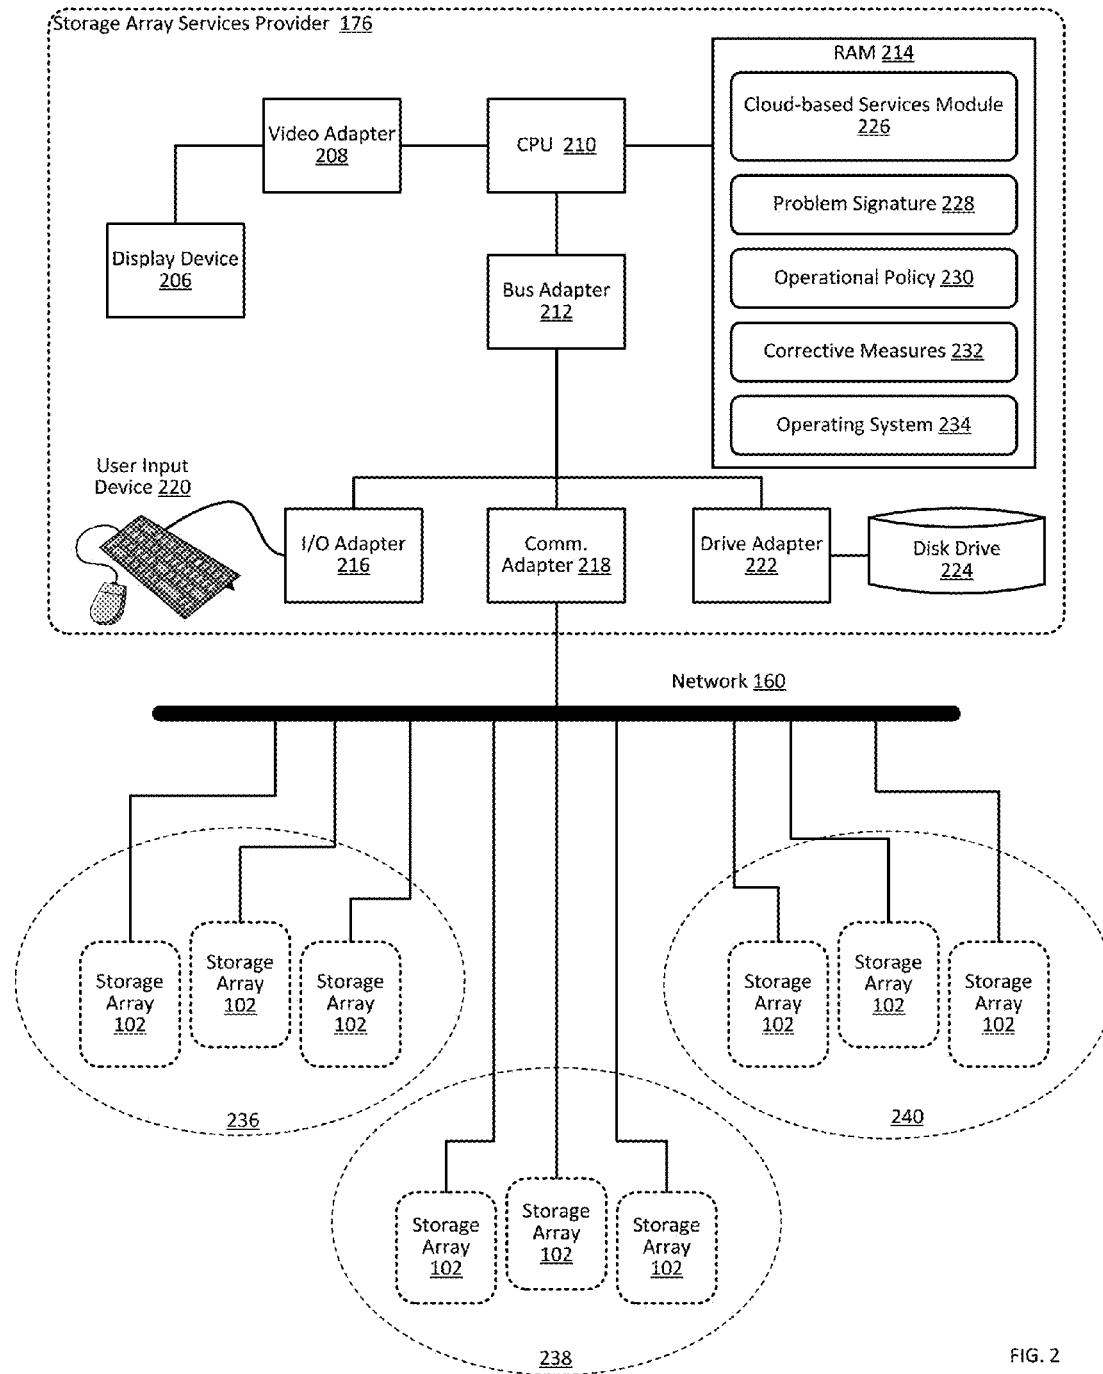 Storage Array Services Provider 176
RAM 214
Cloud-based Services Module
226
Video Adapter
208
CPU 210
Problem Signature 228
Display Device
206
Bus Adapter
212
Operational Policy 230
Corrective Measures 232
Operating System 234
User Input
Device 220
I/O Adapter
216
Comm.
Adapter 218
Drive Adapter
222
Disk Drive
224
Network 160
Storage
Array
102
Storage
Array
102
Storage
Array
102
236
Storage
Array
102
Storage
Array
102
Storage
Array
102
240
Storage
Array
102
Storage
Array
102
Storage
Array
102
238
FIG. 2